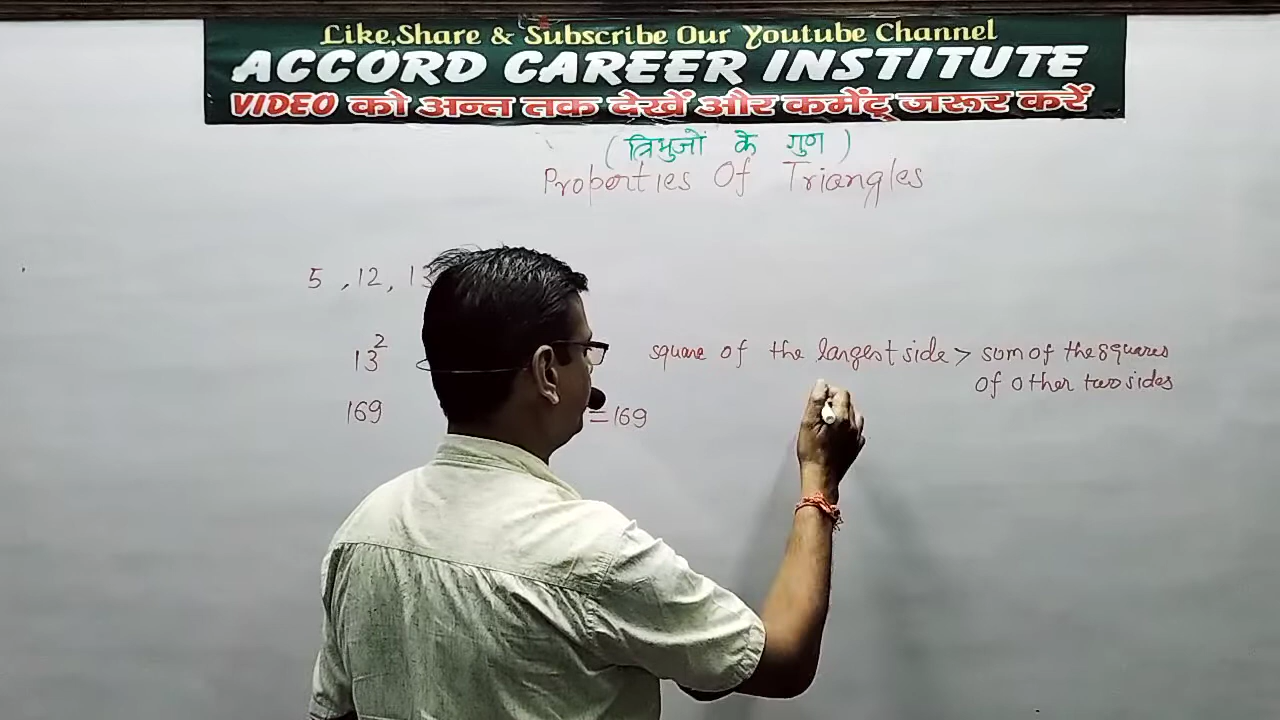 Like,Share & Subscribe Our Youtube Channel
ACCORD CAREER INSTITUTE
VIDEO को अन्त तक देखें और कमेंट् जरूर करें
( त्रिभुजों के गुण )
Properties Of Triangles
5 , 12, 13
13² square of the largest side > sum of the squares
of other two sides
169 =169